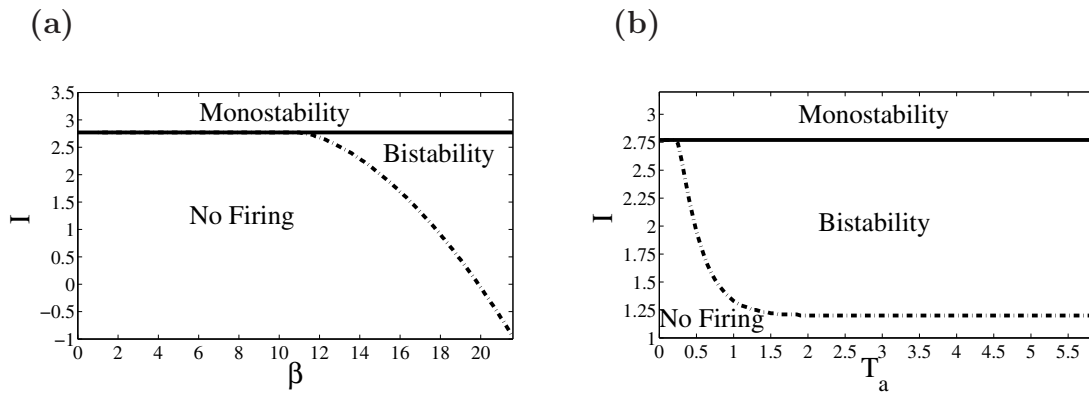 (a)
(b)
3.5
3
2.5
2
1.5
1
0.5
0
−0.5
−1
I
Monostability
Bistability
No Firing
0 2 4 6 8 10 12 14 16 18 20
β
3
2.75
2.5
2.25
2
1.75
1.5
1.25
1
I
Monostability
Bistability
No Firing
0 0.5 1 1.5 2 2.5 3 3.5 4 4.5 5 5.5
T_a